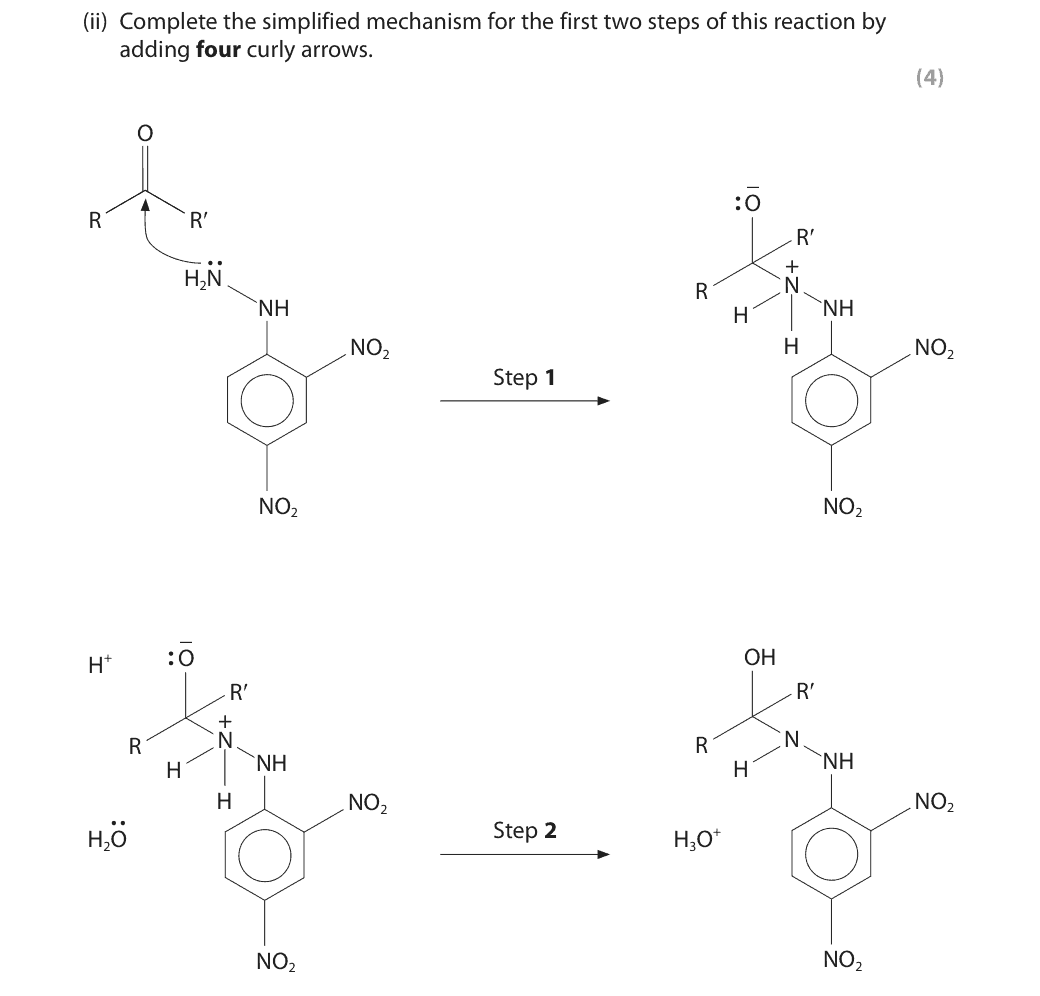 (ii) Complete the simplified mechanism for the first two steps of this reaction by
adding four curly arrows.
(4)
O
R
R′
H₂N̈
NH
NO₂
NO₂
Step 1
:Ō
R′
+
R
N
H
NH
H
NO₂
NO₂
H⁺
:Ō
R′
+
R
N
H
NH
H
NO₂
H₂Ö
NO₂
Step 2
OH
R′
R
N
H
NH
NO₂
H₃O⁺
NO₂